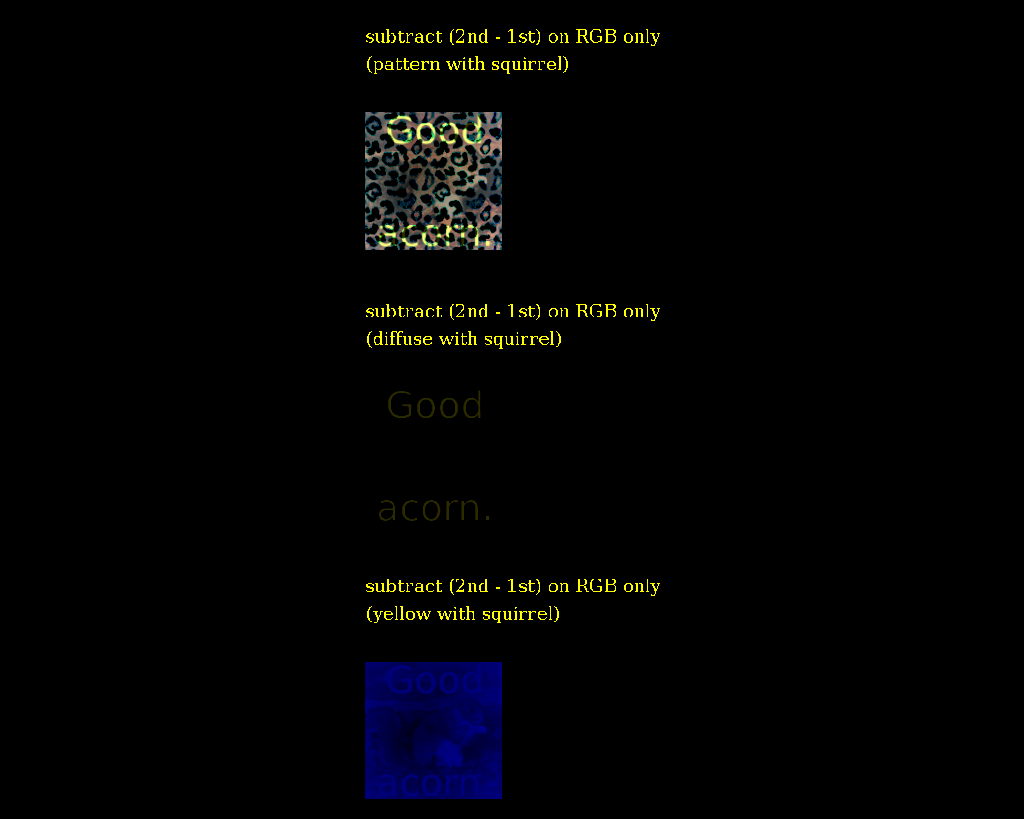 subtract (2nd - 1st) on RGB only
(pattern with squirrel)
Good
acorn.
subtract (2nd - 1st) on RGB only
(diffuse with squirrel)
Good
acorn.
subtract (2nd - 1st) on RGB only
(yellow with squirrel)
Good
acorn.